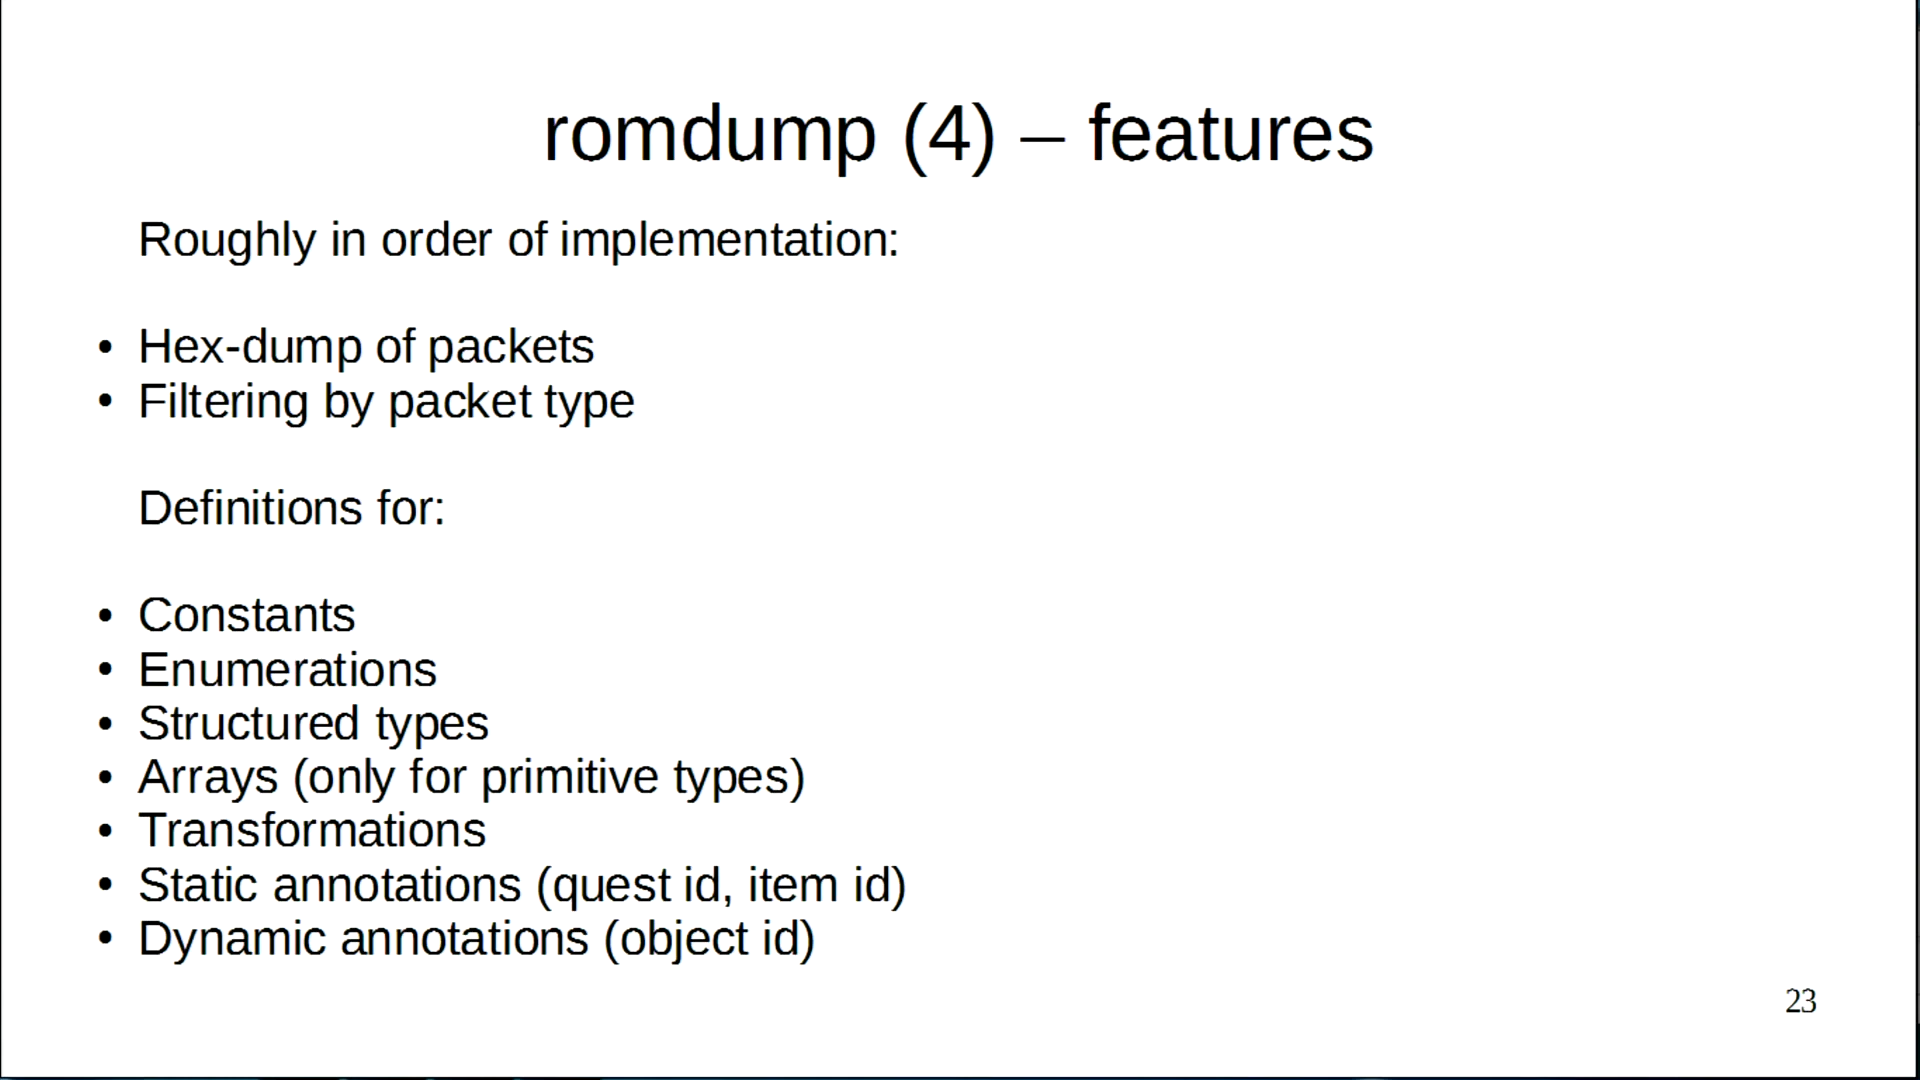 romdump (4) – features
Roughly in order of implementation:
• Hex-dump of packets
• Filtering by packet type
Definitions for:
• Constants
• Enumerations
• Structured types
• Arrays (only for primitive types)
• Transformations
• Static annotations (quest id, item id)
• Dynamic annotations (object id)
23